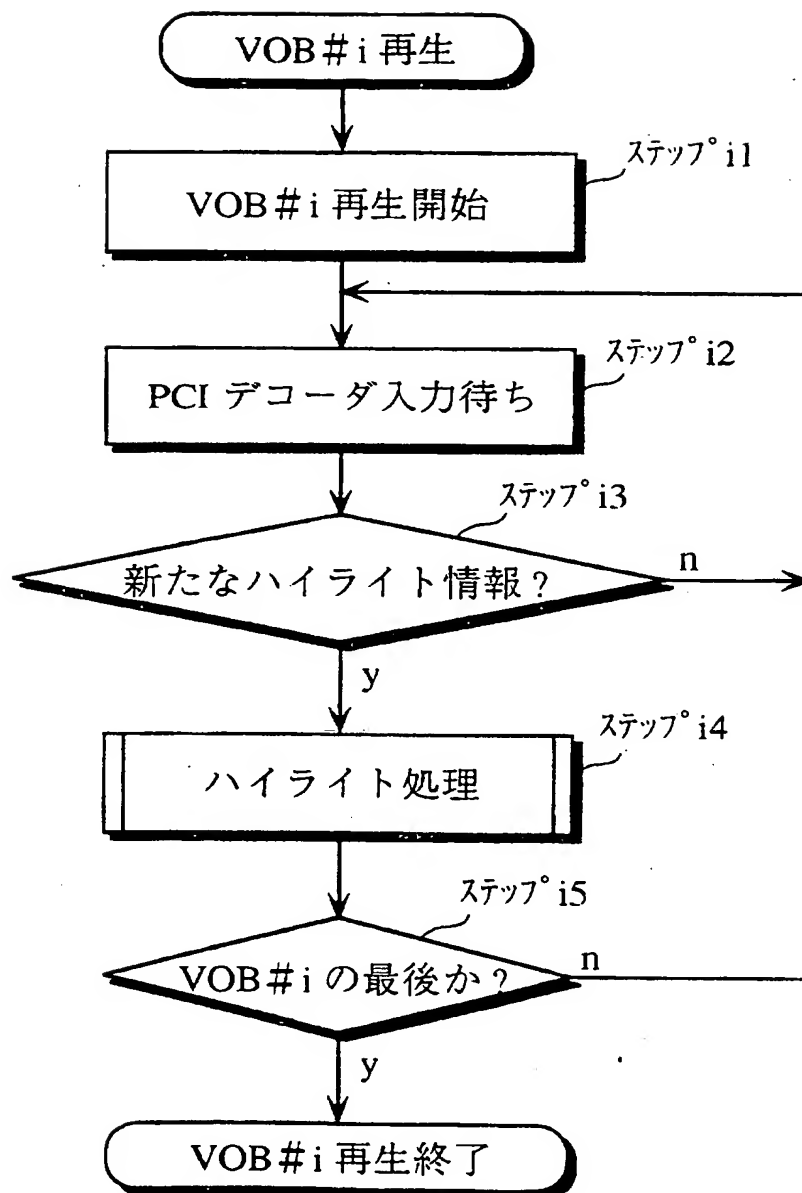 VOB#i 再生
ステップ i1
VOB#i 再生開始
ステップ i2
PCI デコーダ入力待ち
ステップ i3
新たなハイライト情報?
n
y
ステップ i4
ハイライト処理
ステップ i5
VOB#i の最後か?
n
y
VOB#i 再生終了